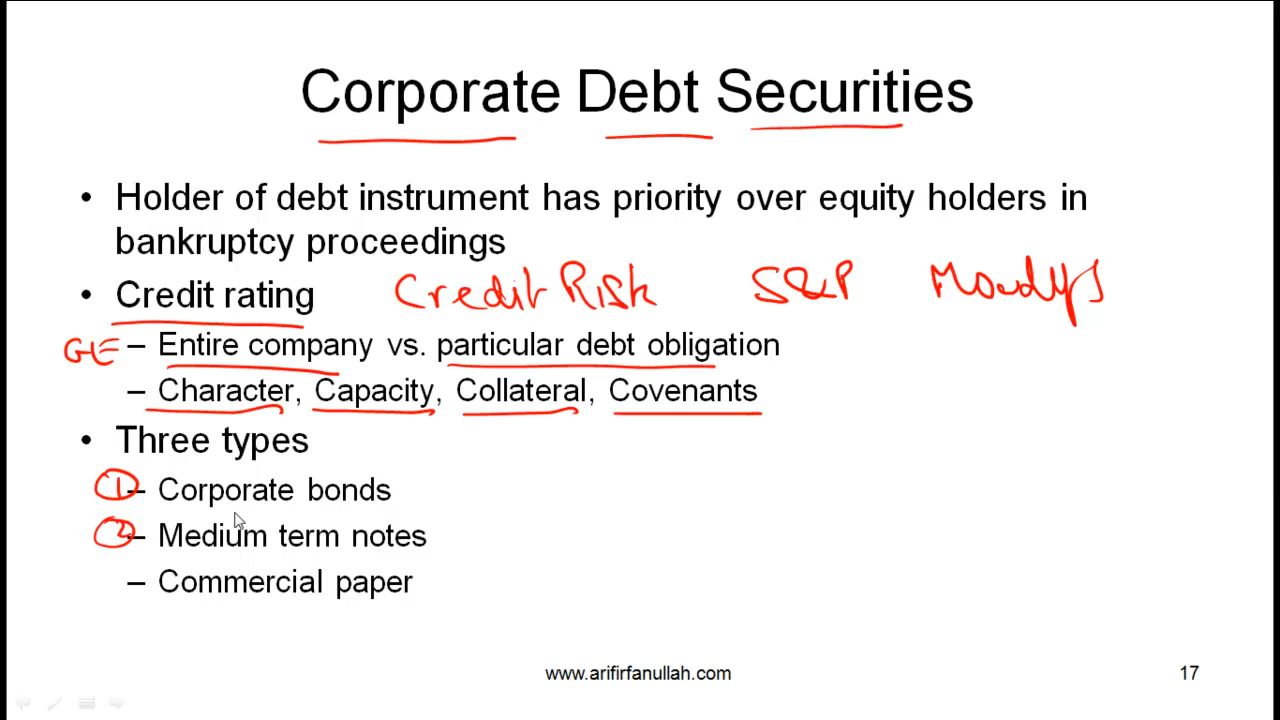 Corporate Debt Securities
• Holder of debt instrument has priority over equity holders in
bankruptcy proceedings
• Credit rating Credit Risk S&P Moodys
GE – Entire company vs. particular debt obligation
– Character, Capacity, Collateral, Covenants
• Three types
1 – Corporate bonds
2 – Medium term notes
– Commercial paper
www.arifirfanullah.com 17